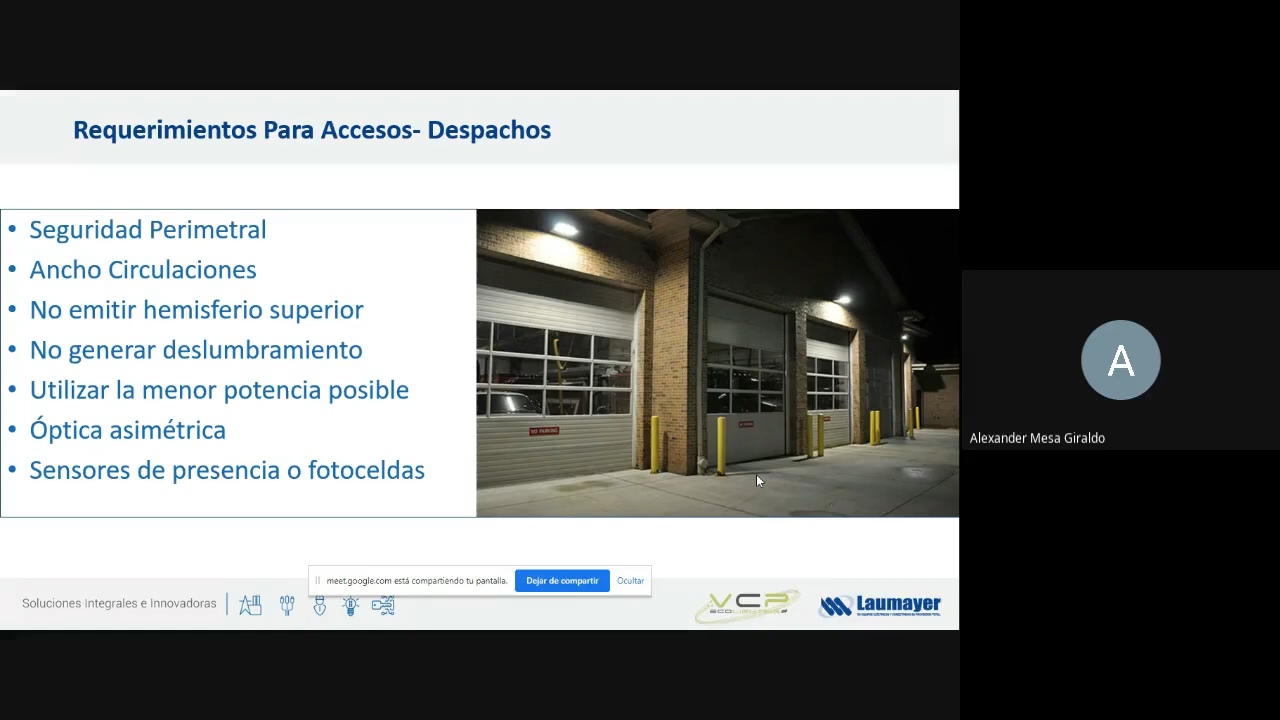 Requerimientos Para Accesos- Despachos
• Seguridad Perimetral
• Ancho Circulaciones
• No emitir hemisferio superior
• No generar deslumbramiento
• Utilizar la menor potencia posible
• Óptica asimétrica
• Sensores de presencia o fotoceldas
NO PARKING
A
Alexander Mesa Giraldo
meet.google.com está compartiendo tu pantalla.
Dejar de compartir
Ocultar
Soluciones Integrales e Innovadoras
VCP
Laumayer